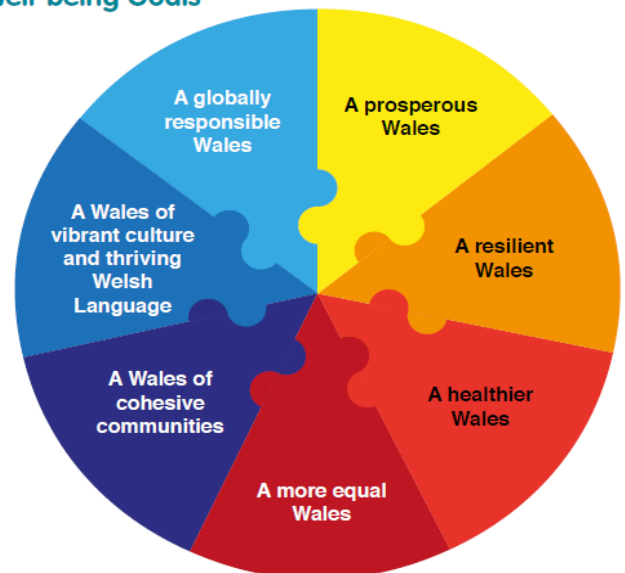 A globally
responsible
Wales
A prosperous
Wales
A resilient
Wales
A healthier
Wales
A more equal
Wales
A Wales of
cohesive
communities
A Wales of
vibrant culture
and thriving
Welsh
Language